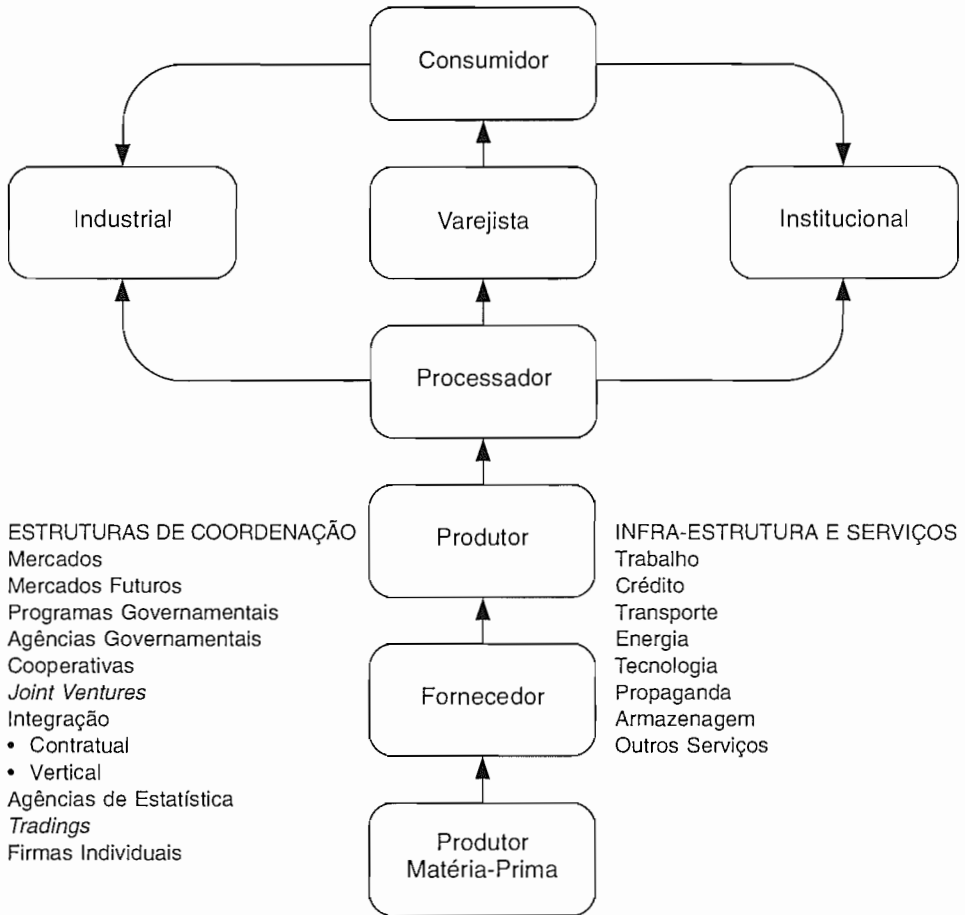 Consumidor
Industrial
Varejista
Institucional
Processador
Produtor
ESTRUTURAS DE COORDENAÇÃO
Mercados
Mercados Futuros
Programas Governamentais
Agências Governamentais
Cooperativas
Joint Ventures
Integração
• Contratual
• Vertical
Agências de Estatística
Tradings
Firmas Individuais
INFRA-ESTRUTURA E SERVIÇOS
Trabalho
Crédito
Transporte
Energia
Tecnologia
Propaganda
Armazenagem
Outros Serviços
Fornecedor
Produtor
Matéria-Prima